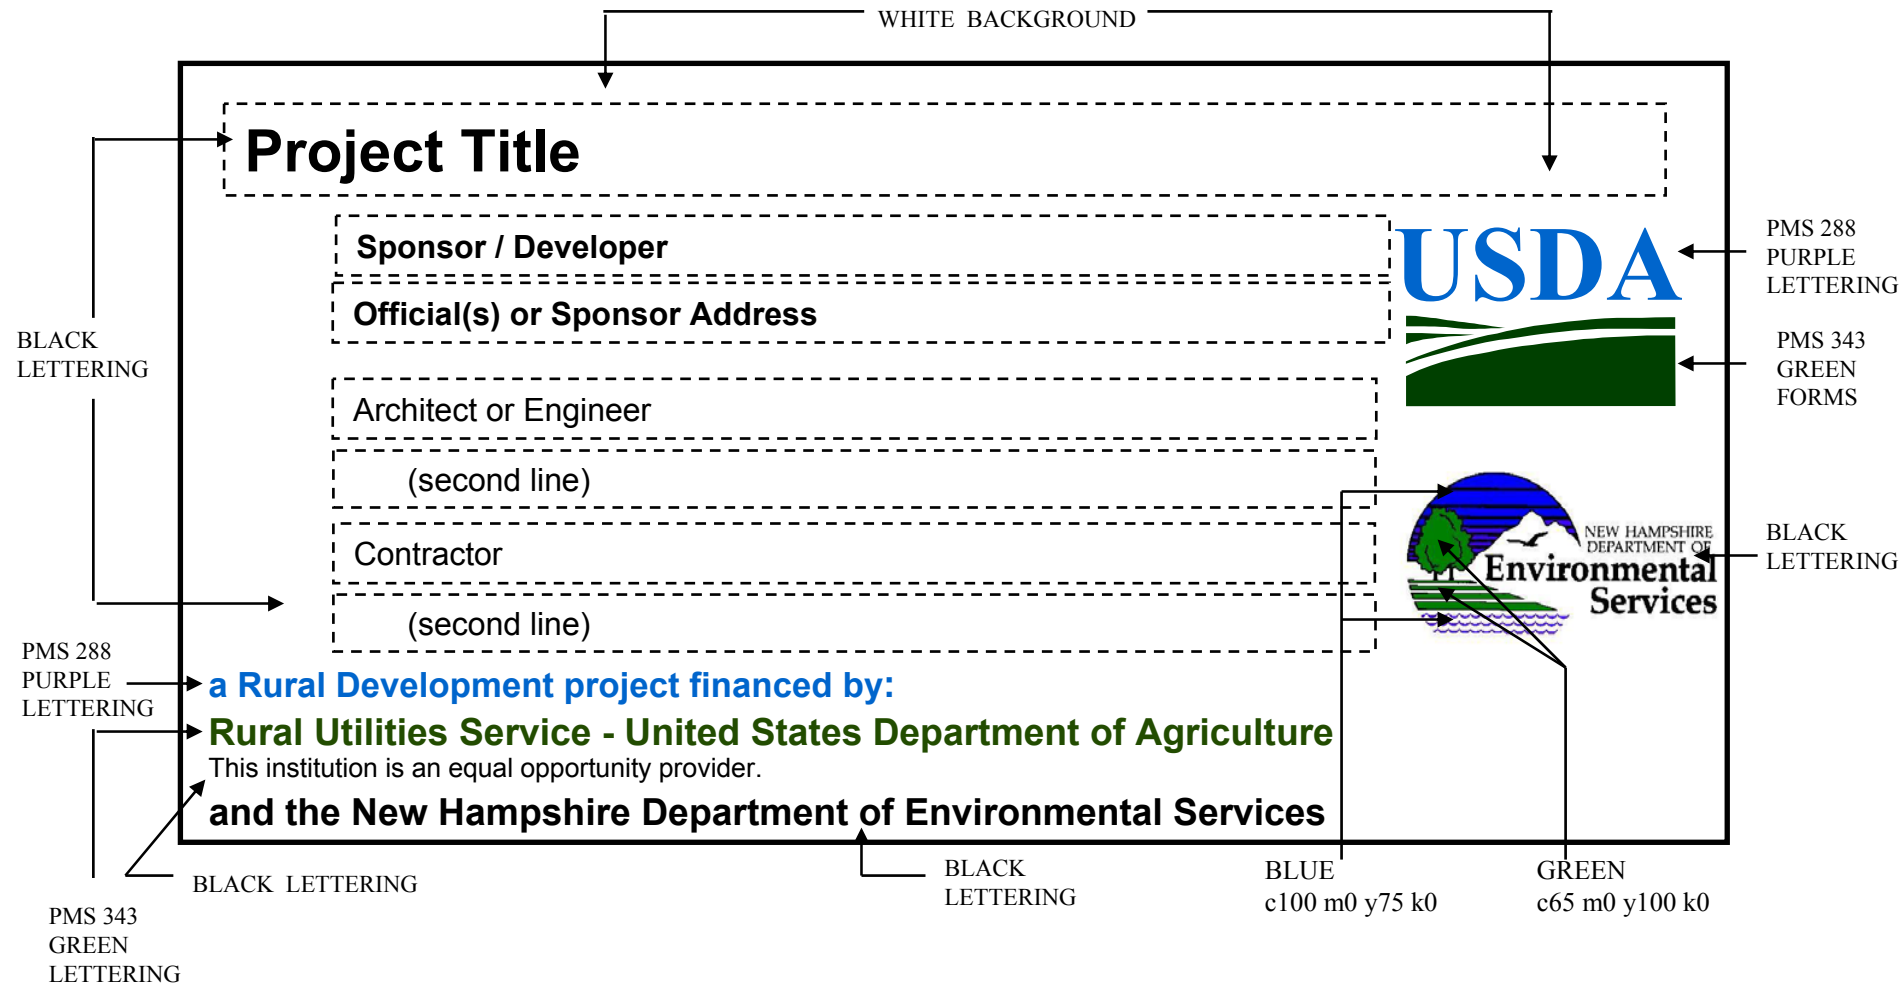 WHITE BACKGROUND
Project Title
Sponsor / Developer
Official(s) or Sponsor Address
USDA
PMS 288
PURPLE
LETTERING
BLACK
LETTERING
PMS 343
GREEN
FORMS
Architect or Engineer
(second line)
Contractor
(second line)
NEW HAMPSHIRE
DEPARTMENT OF
Environmental
Services
BLACK
LETTERING
PMS 288
PURPLE
LETTERING
a Rural Development project financed by:
Rural Utilities Service - United States Department of Agriculture
This institution is an equal opportunity provider.
and the New Hampshire Department of Environmental Services
BLACK LETTERING
BLACK
LETTERING
BLUE
c100 m0 y75 k0
GREEN
c65 m0 y100 k0
PMS 343
GREEN
LETTERING